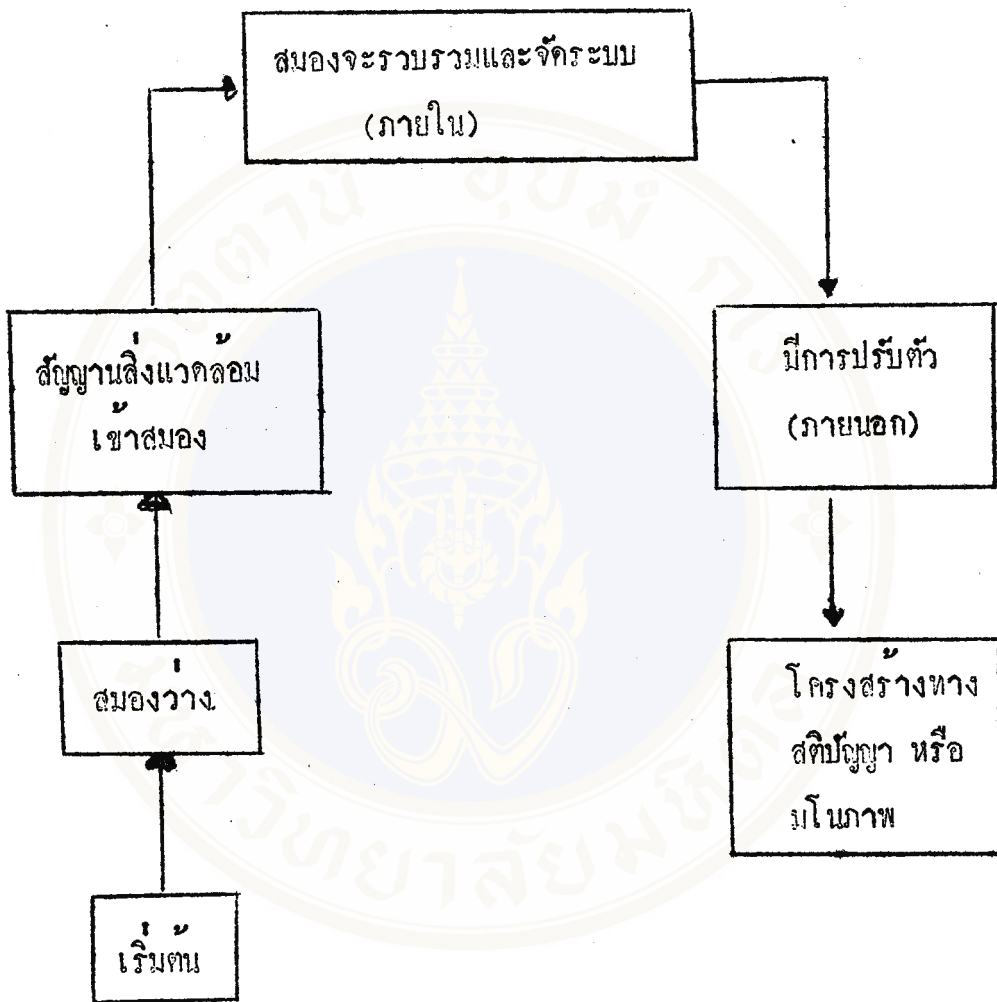 สมองจะรวบรวมและจัดระบบ
(ภายใน)
สัญญานสิ่งแวดล้อม
เข้าสมอง
มีการปรับตัว
(ภายนอก)
สมองว่าง
โครงสร้างทาง
สติปัญญา หรือ
มโนภาพ
เริ่มต้น